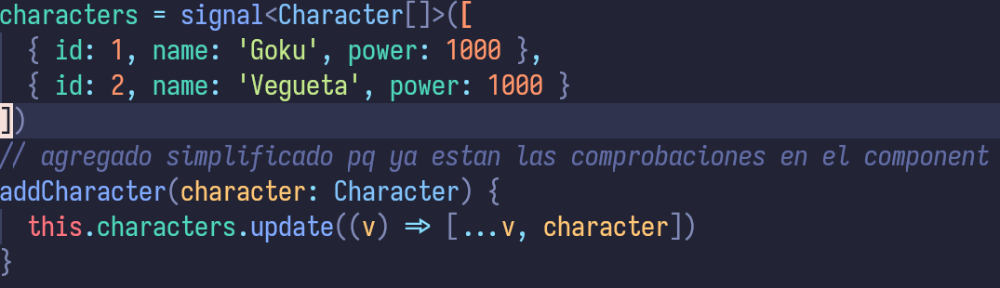 characters = signal<Character[]>([
{ id: 1, name: 'Goku', power: 1000 },
{ id: 2, name: 'Vegueta', power: 1000 }
])
// agregado simplificado pq ya estan las comprobaciones en el component
addCharacter(character: Character) {
this.characters.update((v) => [...v, character])
}